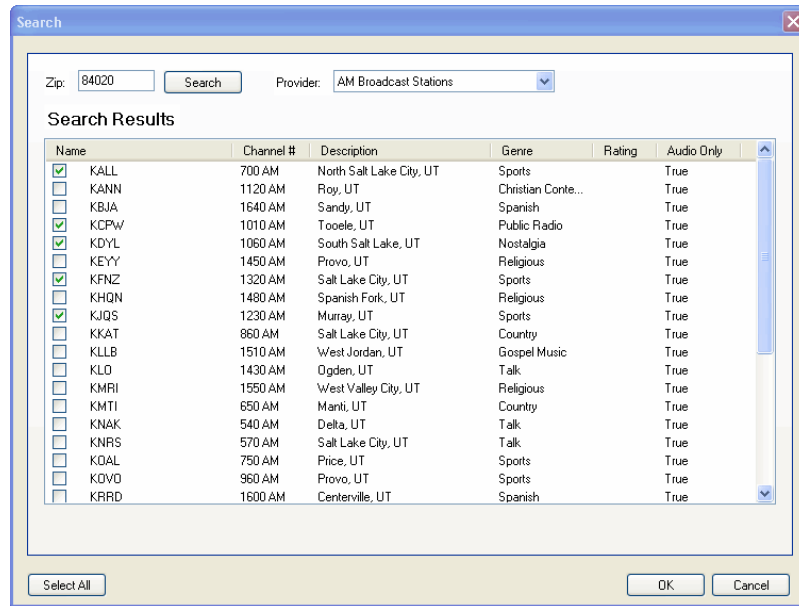 Search
Zip: 84020 Search Provider: AM Broadcast Stations
Search Results
Name Channel # Description Genre Rating Audio Only
KALL 700 AM North Salt Lake City, UT Sports True
KANN 1120 AM Roy, UT Christian Conte... True
KBJA 1640 AM Sandy, UT Spanish True
KCPW 1010 AM Tooele, UT Public Radio True
KDYL 1060 AM South Salt Lake, UT Nostalgia True
KEYY 1450 AM Provo, UT Religious True
KFNZ 1320 AM Salt Lake City, UT Sports True
KHQN 1480 AM Spanish Fork, UT Religious True
KJQS 1230 AM Murray, UT Sports True
KKAT 860 AM Salt Lake City, UT Country True
KLLB 1510 AM West Jordan, UT Gospel Music True
KLO 1430 AM Ogden, UT Talk True
KMRI 1550 AM West Valley City, UT Religious True
KMTI 650 AM Manti, UT Country True
KNAK 540 AM Delta, UT Talk True
KNRS 570 AM Salt Lake City, UT Talk True
KOAL 750 AM Price, UT Sports True
KOVO 960 AM Provo, UT Sports True
KRRD 1600 AM Centerville, UT Spanish True
Select All OK Cancel